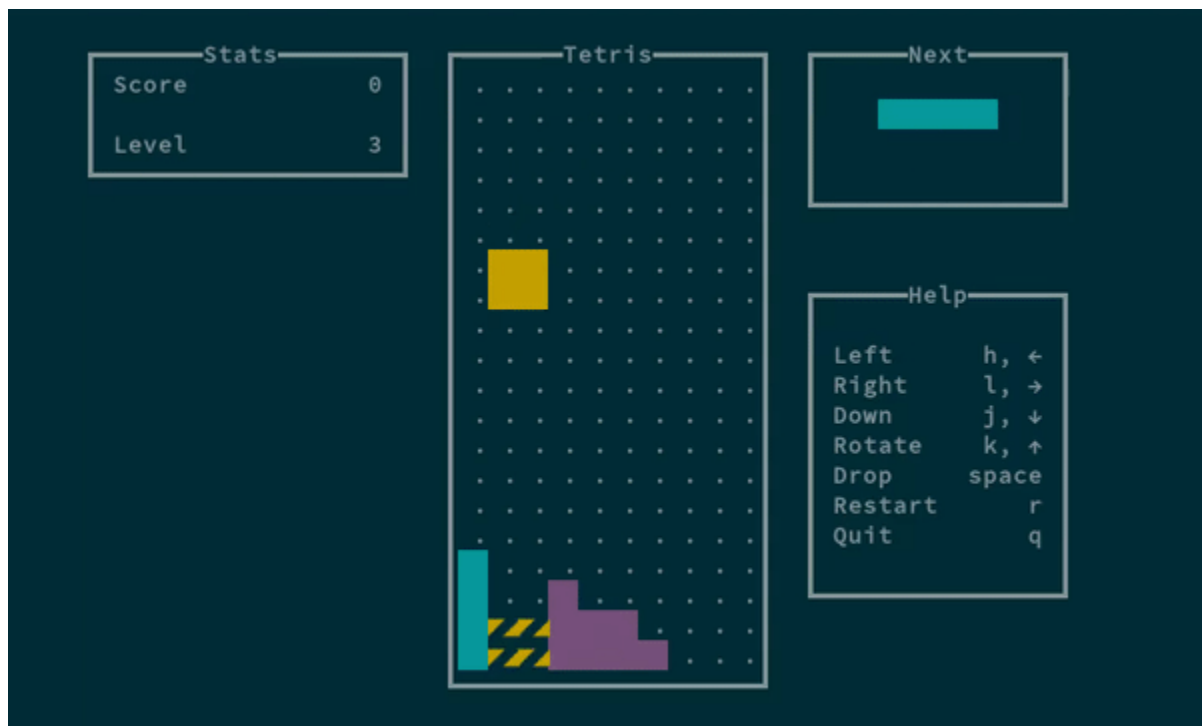 Stats
Score 0
Level 3
Tetris
Next
Help
Left h, ←
Right l, →
Down j, ↓
Rotate k, ↑
Drop space
Restart r
Quit q